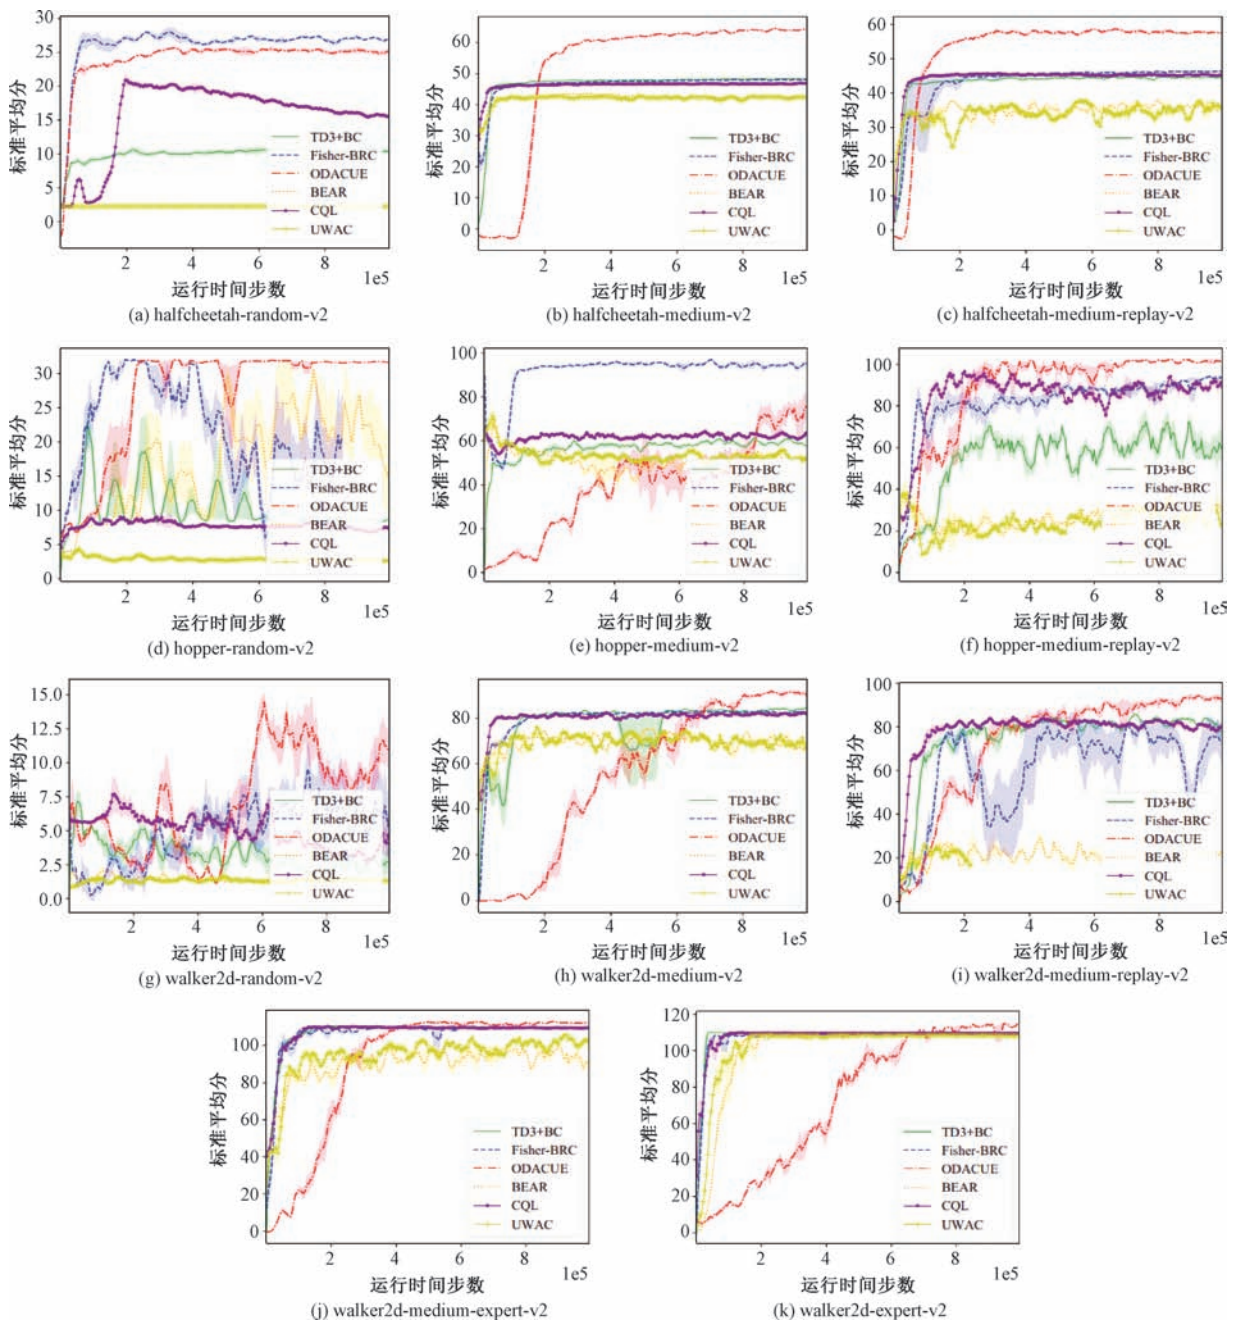 标准平均分
30
25
20
15
10
5
0
TD3+BC
Fisher-BRC
ODACUE
BEAR
CQL
UWAC
2 4 6 8 1e5
运行时间步数
(a) halfcheetah-random-v2
标准平均分
60
50
40
30
20
10
0
TD3+BC
Fisher-BRC
ODACUE
BEAR
CQL
UWAC
2 4 6 8 1e5
运行时间步数
(b) halfcheetah-medium-v2
标准平均分
60
50
40
30
20
10
0
TD3+BC
Fisher-BRC
ODACUE
BEAR
CQL
UWAC
2 4 6 8 1e5
运行时间步数
(c) halfcheetah-medium-replay-v2
标准平均分
30
25
20
15
10
5
0
TD3+BC
Fisher-BRC
ODACUE
BEAR
CQL
UWAC
2 4 6 8 1e5
运行时间步数
(d) hopper-random-v2
标准平均分
100
80
60
40
20
0
TD3+BC
Fisher-BRC
ODACUE
BEAR
CQL
UWAC
2 4 6 8 1e5
运行时间步数
(e) hopper-medium-v2
标准平均分
100
80
60
40
20
0
TD3+BC
Fisher-BRC
ODACUE
BEAR
CQL
UWAC
2 4 6 8 1e5
运行时间步数
(f) hopper-medium-replay-v2
标准平均分
15.0
12.5
10.0
7.5
5.0
2.5
0.0
TD3+BC
Fisher-BRC
ODACUE
BEAR
CQL
UWAC
2 4 6 8
1e5
运行时间步数
(g) walker2d-random-v2
标准平均分
80
60
40
20
0
TD3+BC
Fisher-BRC
ODACUE
BEAR
CQL
UWAC
2 4 6 8
1e5
运行时间步数
(h) walker2d-medium-v2
标准平均分
100
80
60
40
20
0
TD3+BC
Fisher-BRC
ODACUE
BEAR
CQL
UWAC
2 4 6 8
1e5
运行时间步数
(i) walker2d-medium-replay-v2
标准平均分
100
80
60
40
20
0
TD3+BC
Fisher-BRC
ODACUE
BEAR
CQL
UWAC
2 4 6 8
1e5
运行时间步数
(j) walker2d-medium-expert-v2
标准平均分
120
100
80
60
40
20
0
TD3+BC
Fisher-BRC
ODACUE
BEAR
CQL
UWAC
2 4 6 8
1e5
运行时间步数
(k) walker2d-expert-v2